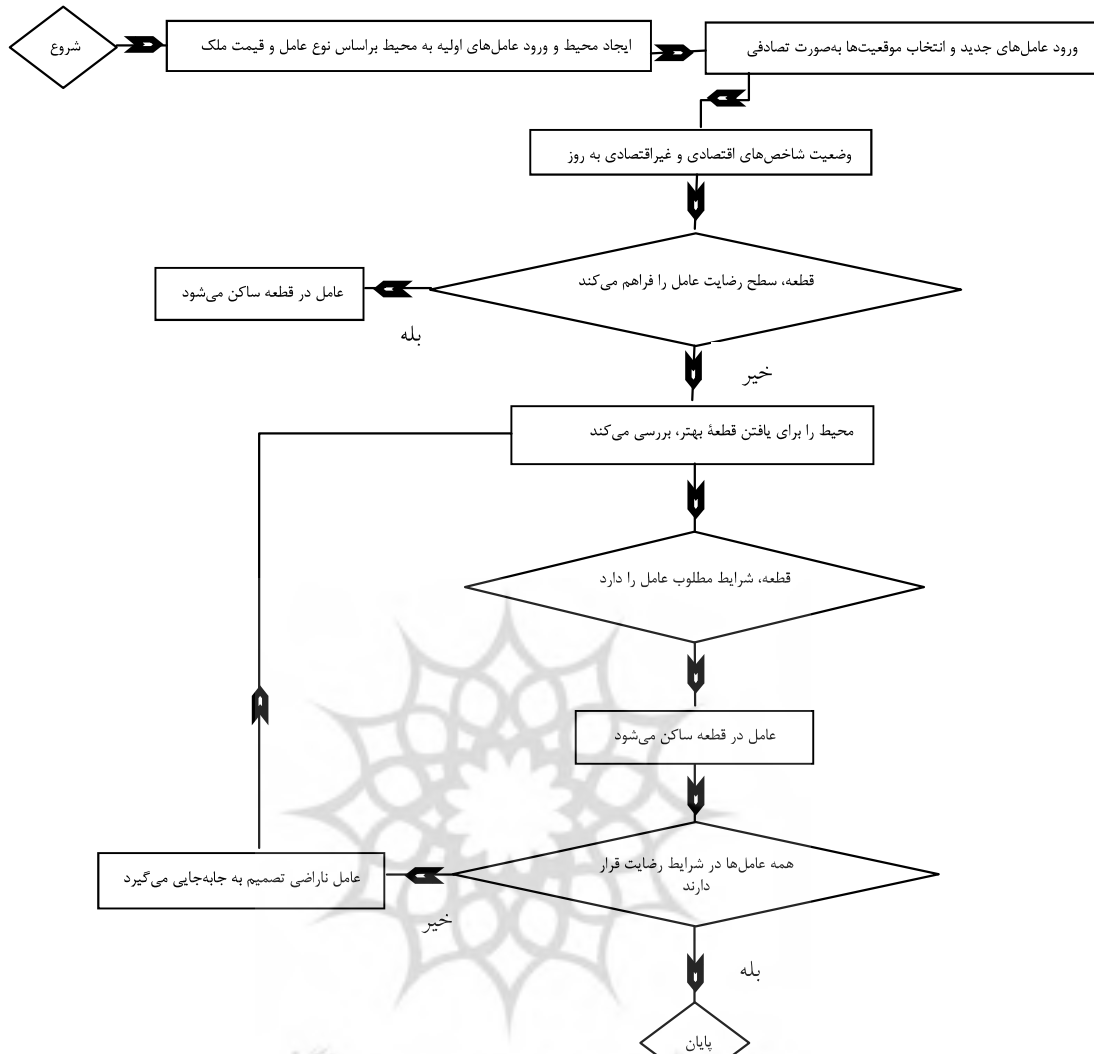 شروع
ایجاد محیط و ورود عامل‌های اولیه به محیط براساس نوع عامل و قیمت ملک
ورود عامل‌های جدید و انتخاب موقعیت‌ها به‌صورت تصادفی
وضعیت شاخص‌های اقتصادی و غیراقتصادی به روز
قطعه، سطح رضایت عامل را فراهم می‌کند
عامل در قطعه ساکن می‌شود
بله
خیر
محیط را برای یافتن قطعۀ بهتر، بررسی می‌کند
قطعه، شرایط مطلوب عامل را دارد
عامل در قطعه ساکن می‌شود
همه عامل‌ها در شرایط رضایت قرار
دارند
عامل ناراضی تصمیم به جابه‌جایی می‌گیرد
خیر
بله
پایان